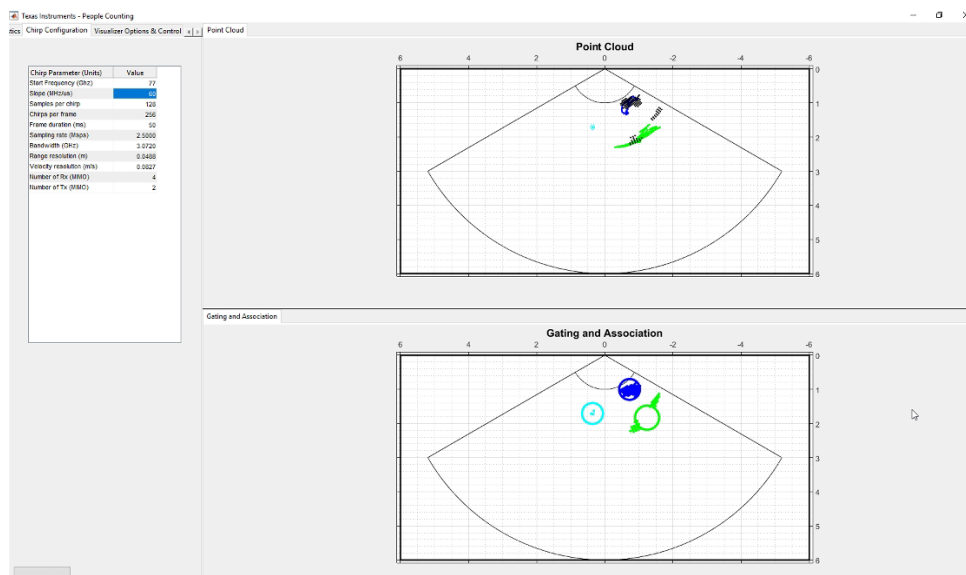 Texas Instruments - People Counting
tics Chirp Configuration Visualizer Options & Control Point Cloud
Chirp Parameter (Units) Value
Start Frequency (Ghz) 77
Slope (MHz/us) 60
Samples per chirp 128
Chirps per frame 256
Frame duration (ms) 50
Sampling rate (Msps) 2.5000
Bandwidth (GHz) 3.0720
Range resolution (m) 0.0488
Velocity resolution (m/s) 0.0827
Number of Rx (MIMO) 4
Number of Tx (MIMO) 2
Point Cloud
6 4 2 0 -2 -4 -6
0
1
2
3
4
5
6
Gating and Association
Gating and Association
6 4 2 0 -2 -4 -6
0
1
2
3
4
5
6